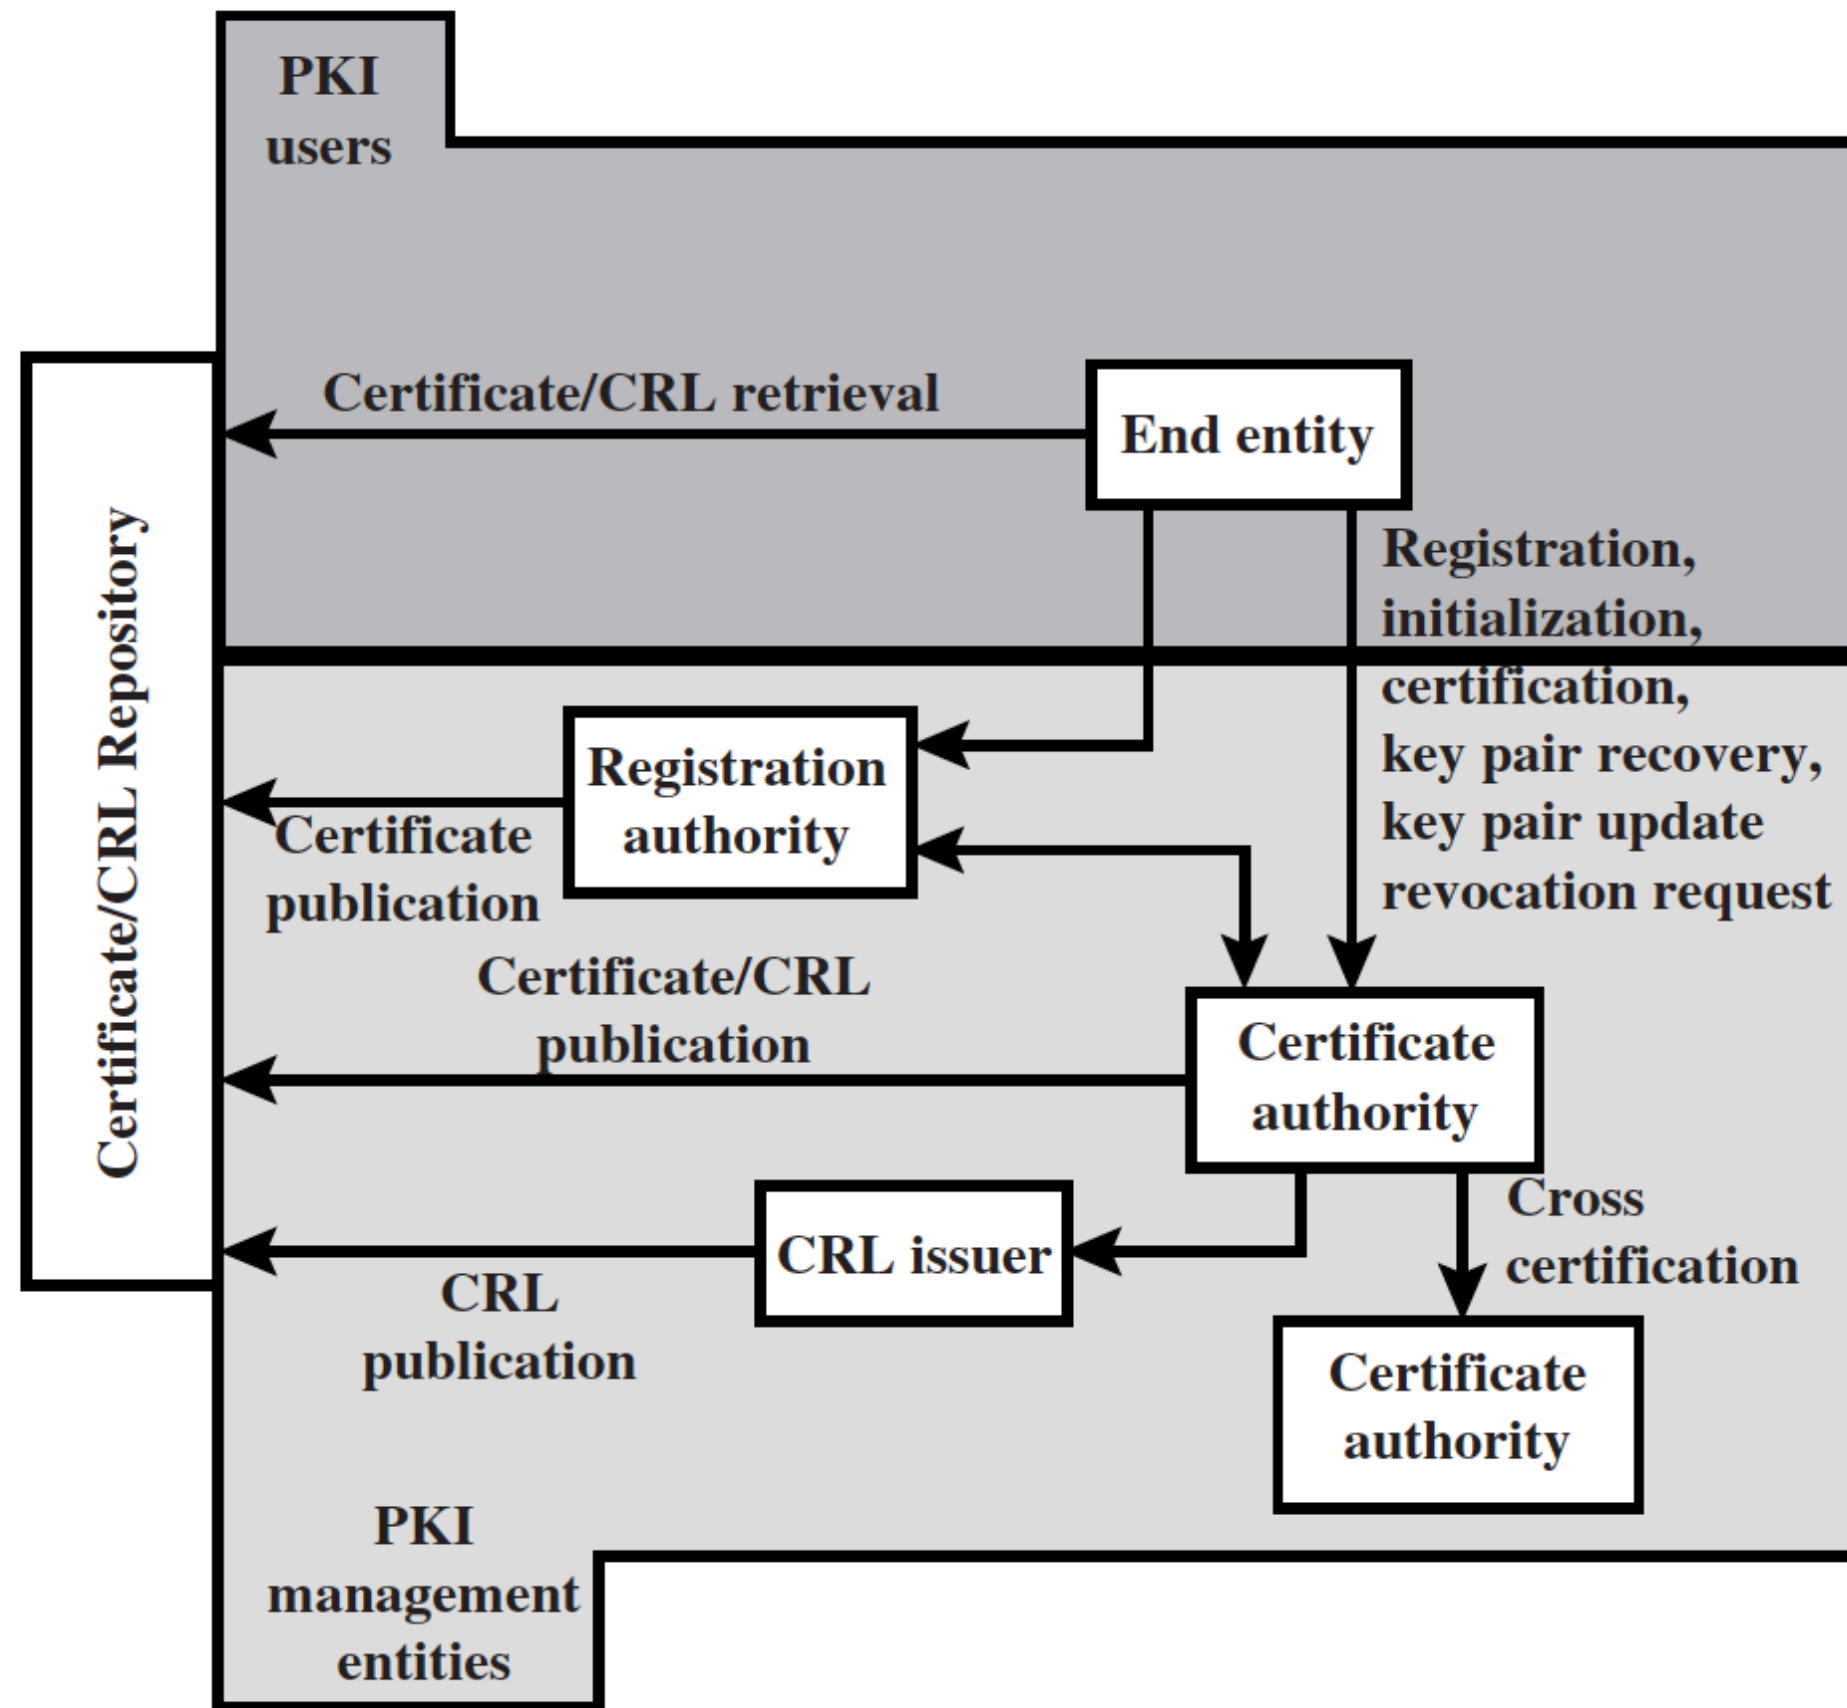 PKI
users
Certificate/CRL retrieval
End entity
Certificate/CRL Repository
Registration,
initialization,
certification,
key pair recovery,
key pair update
revocation request
Registration
authority
Certificate
publication
Certificate/CRL
publication
Certificate
authority
CRL issuer
Cross
certification
CRL
publication
Certificate
authority
PKI
management
entities